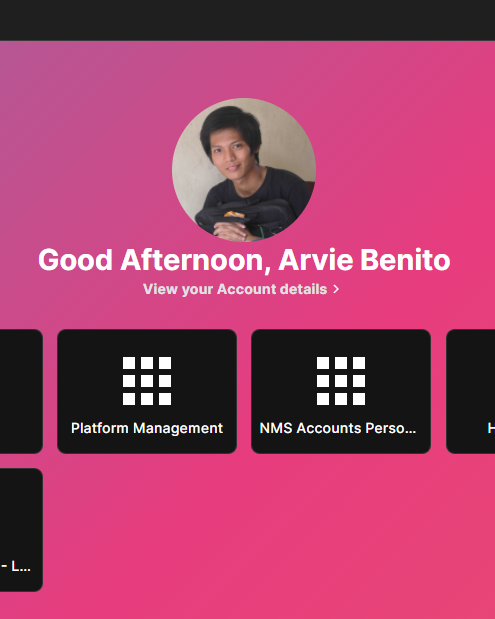 Good Afternoon, Arvie Benito
View your Account details
Platform Management
NMS Accounts Perso...
H
- L...